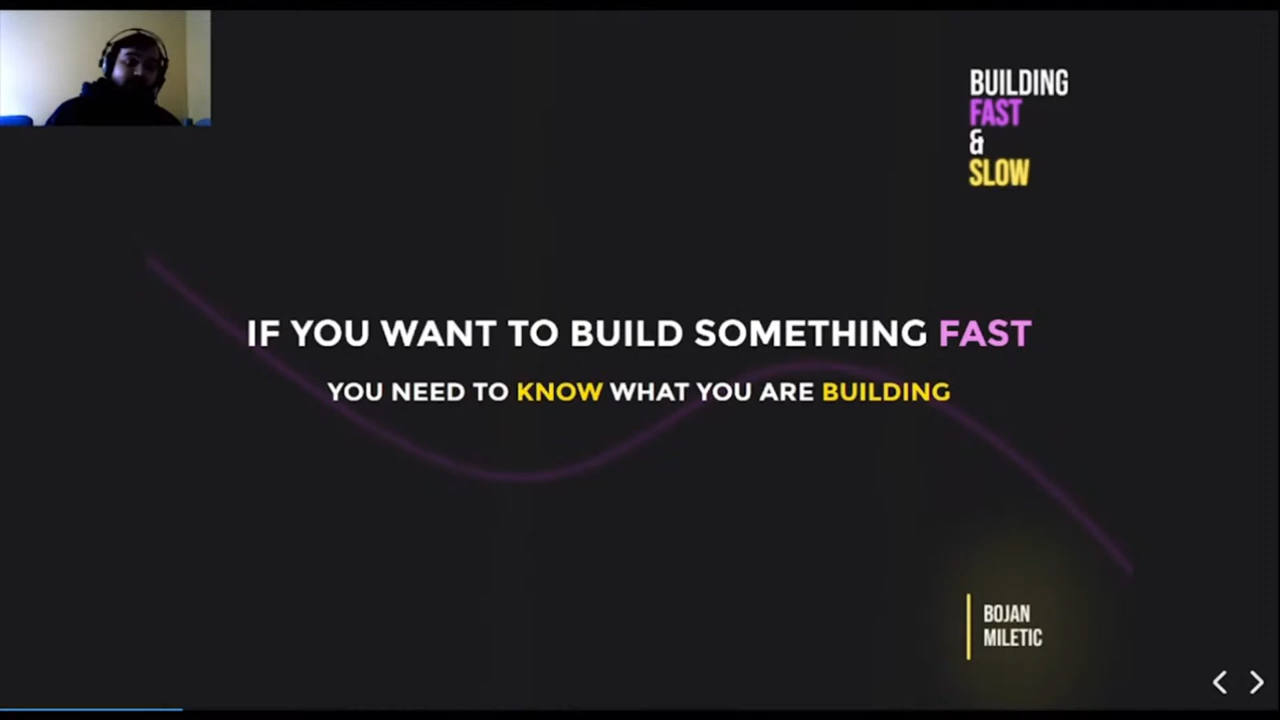 BUILDING
FAST
&
SLOW
IF YOU WANT TO BUILD SOMETHING FAST
YOU NEED TO KNOW WHAT YOU ARE BUILDING
BOJAN
MILETIC